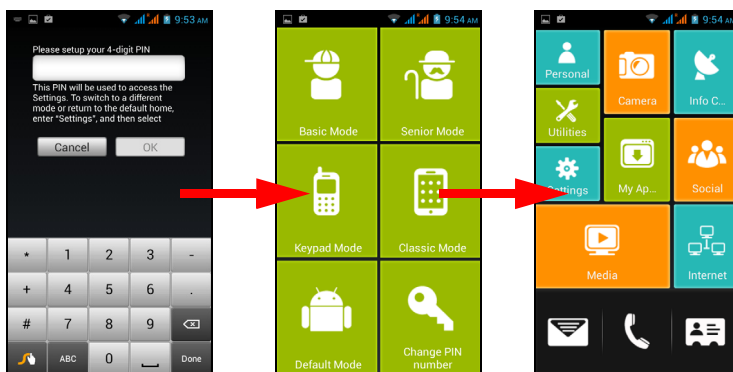 9:53 AM
Please setup your 4-digit PIN
This PIN will be used to access the
Settings. To switch to a different
mode or return to the default home,
enter "Settings", and then select
Cancel
OK
* 1 2 3 -
+ 4 5 6 .
# 7 8 9
ABC 0 Done
9:54 AM
Basic Mode
Senior Mode
Keypad Mode
Classic Mode
Default Mode
Change PIN
number
9:54 AM
Personal
Camera
Info C...
Utilities
Settings
My Ap...
Social
Media
Internet